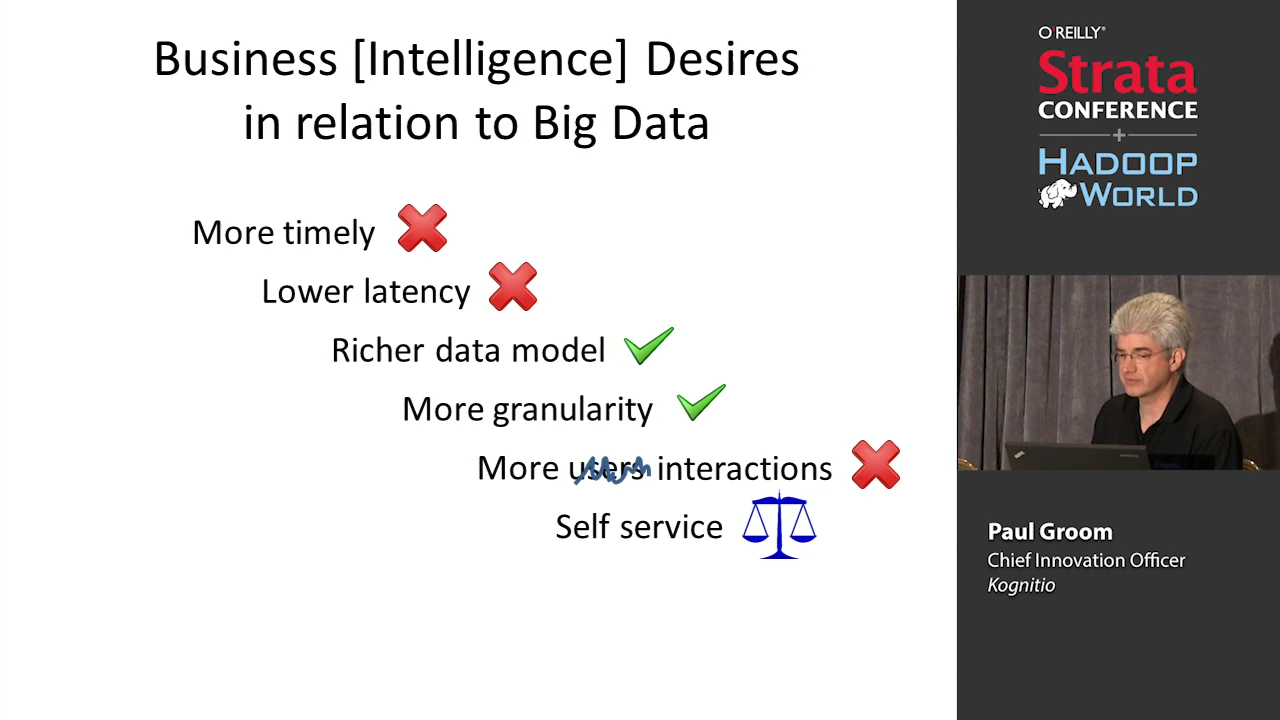 Business [Intelligence] Desires
in relation to Big Data
More timely
Lower latency
Richer data model
More granularity
More users interactions
Self service
O'REILLY®
Strata
CONFERENCE
+
HADOOP
WORLD
Paul Groom
Chief Innovation Officer
Kognitio